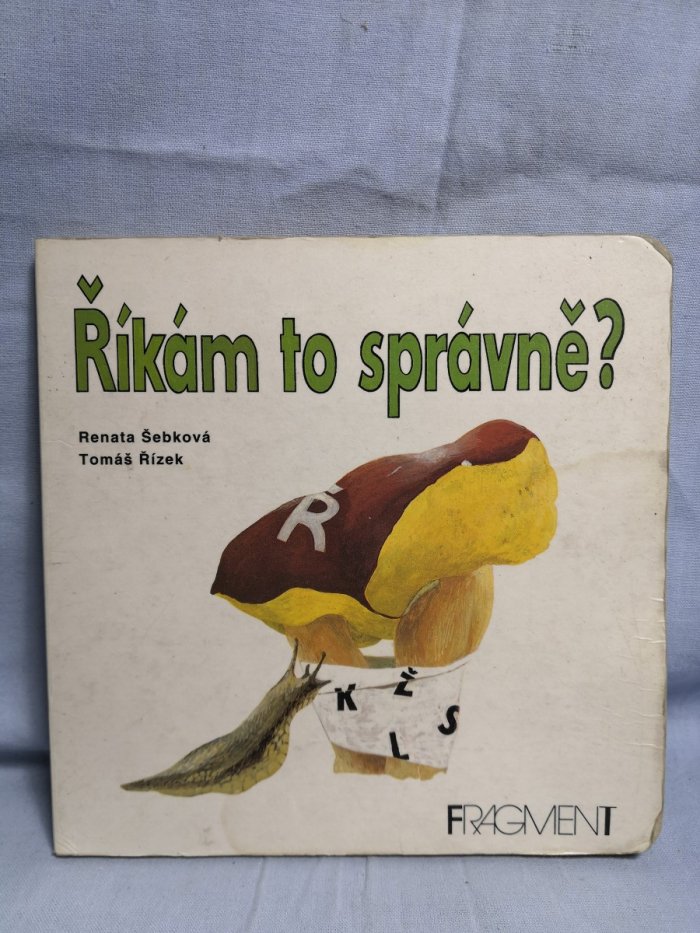 Říkám to správně?
Renata Šebková
Tomáš Řízek
Ř
K Ž
L S
FRAGMENT